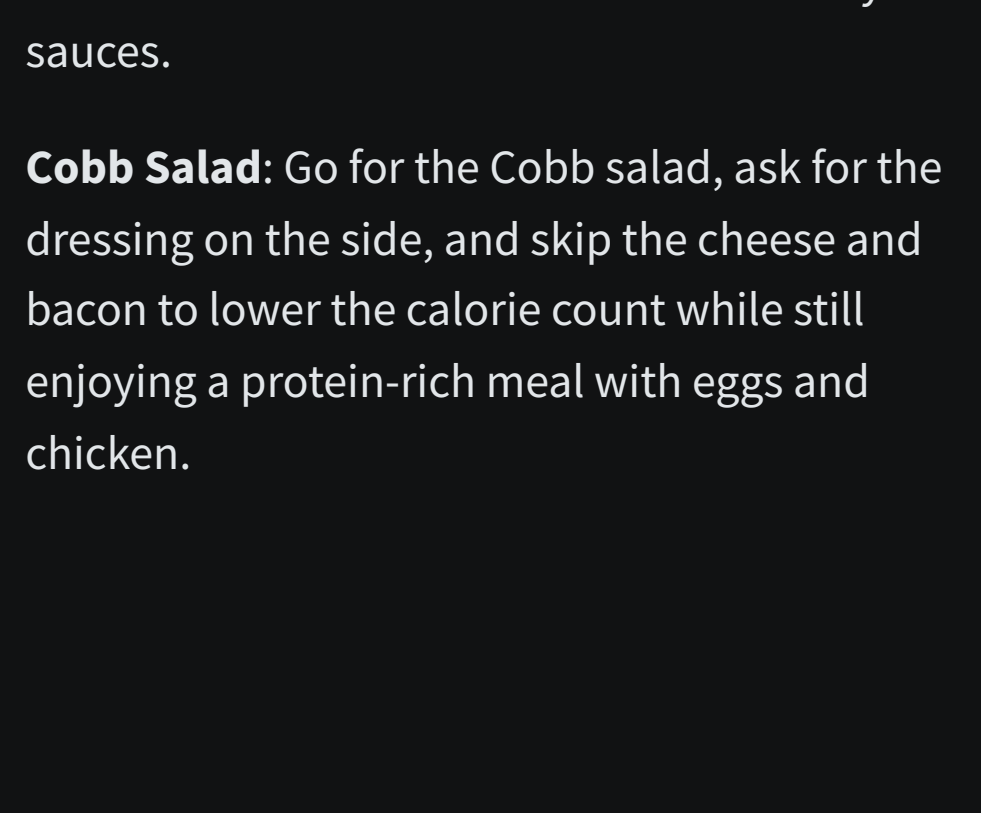 sauces.
Cobb Salad: Go for the Cobb salad, ask for the
dressing on the side, and skip the cheese and
bacon to lower the calorie count while still
enjoying a protein-rich meal with eggs and
chicken.